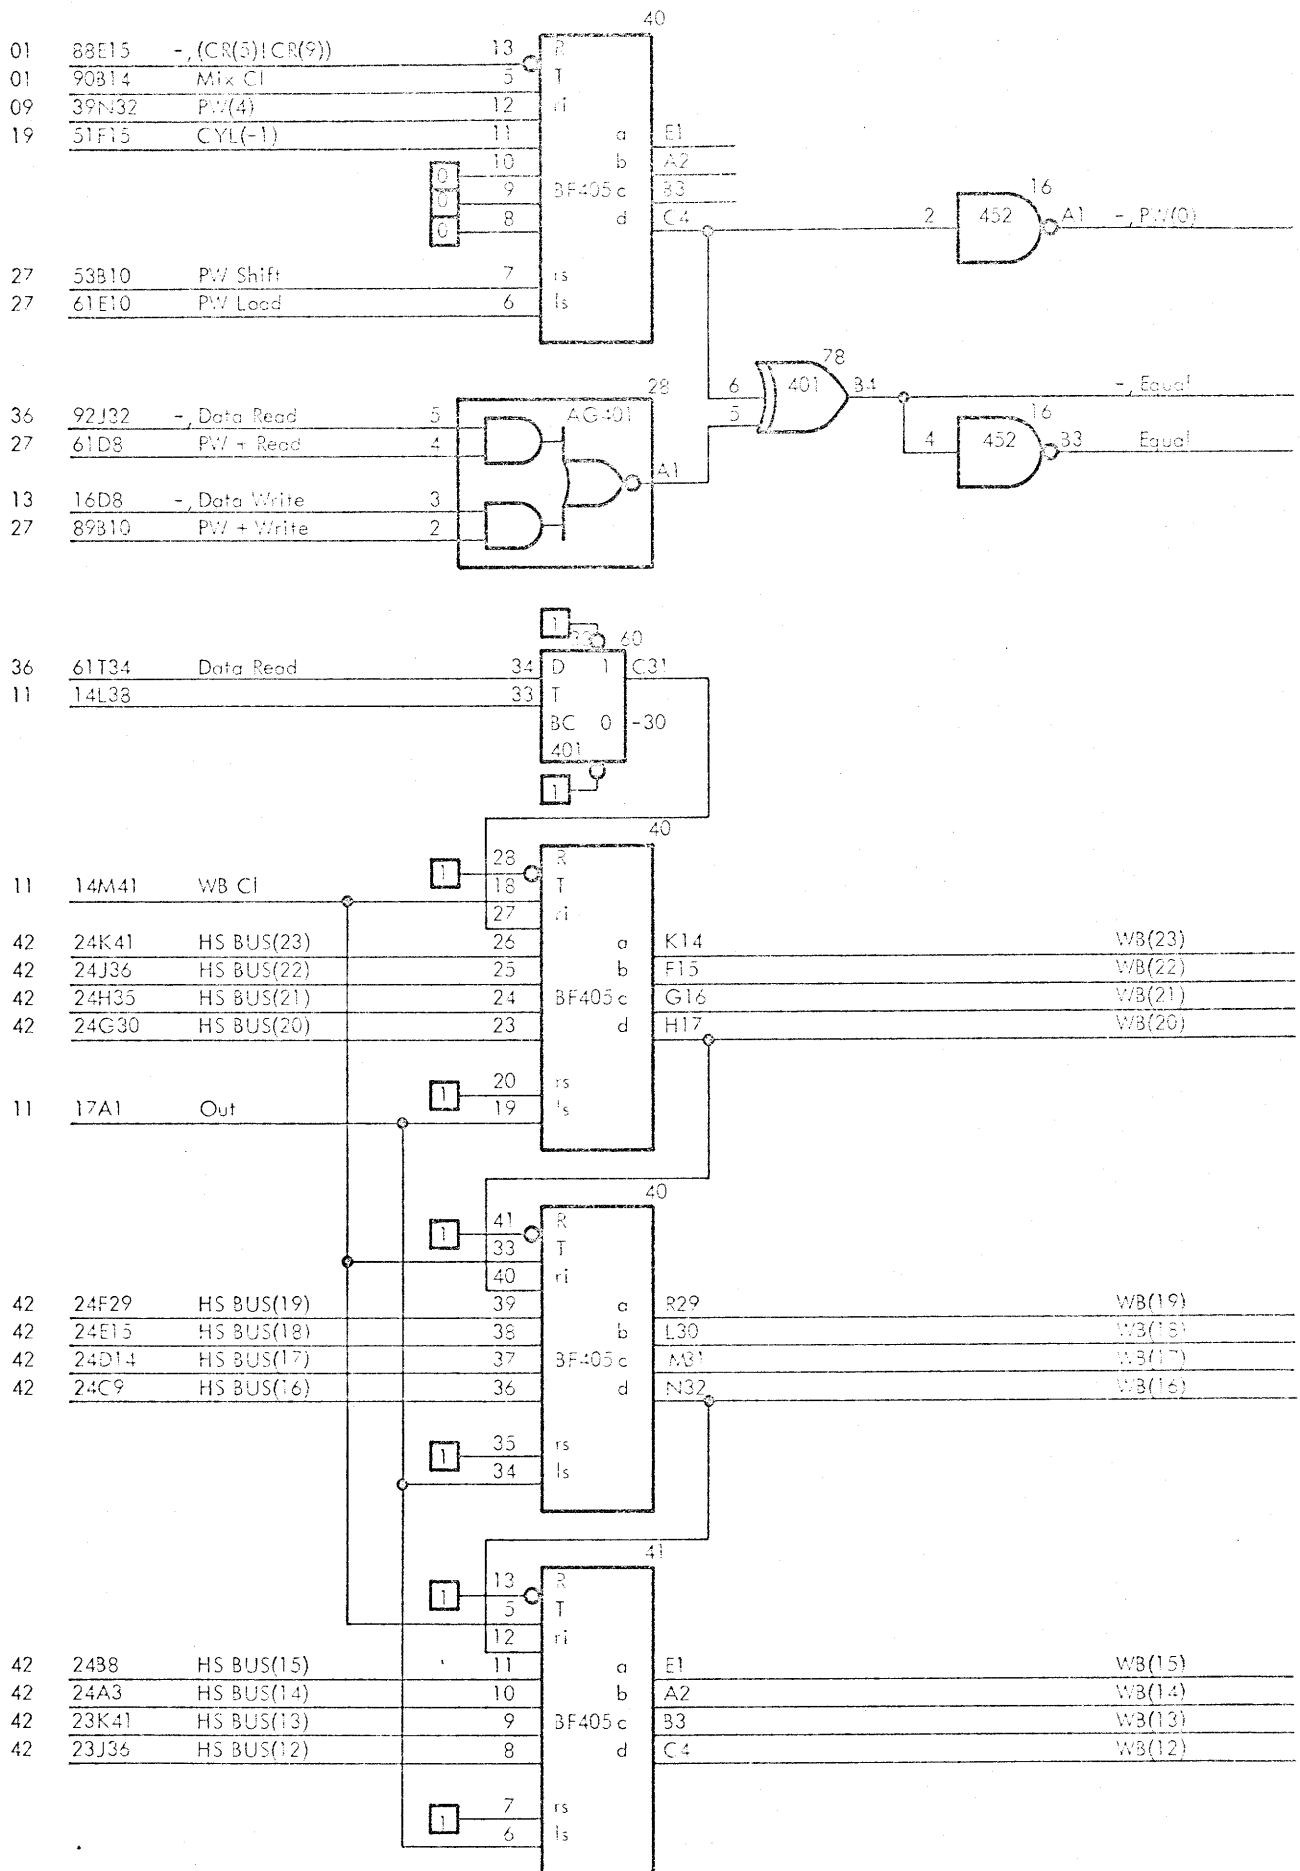 40
01 88E15 -,(CR(5)!CR(9)) 13 R
01 90B14 Mix Cl 5 T
09 39N32 PW(4) 12 ri
19 51F15 CYL(-1) 11 a E1
10 b A2
0 9 BF405 c B3
0 8 d C4
0
16
2 452 A1 -,PW(0)
27 53B10 PW Shift 7 rs
27 61E10 PW Load 6 ls
78
6 401 B4 -,Equal
5
16
4 452 B3 Equal
28
36 92J32 -,Data Read 5 AG401
27 61D8 PW + Read 4
A1
13 16D8 -,Data Write 3
27 89B10 PW + Write 2
1
60
36 61T34 Data Read 34 D 1 C31
11 14L38 33 T
BC 0 -30
401
1
40
1 28 R
11 14M41 WB Cl 18 T
27 ri
42 24K41 HS BUS(23) 26 a K14 WB(23)
42 24J36 HS BUS(22) 25 b F15 WB(22)
42 24H35 HS BUS(21) 24 BF405 c G16 WB(21)
42 24G30 HS BUS(20) 23 d H17 WB(20)
1 20 rs
11 17A1 Out 19 ls
40
1 41 R
33 T
40 ri
42 24F29 HS BUS(19) 39 a R29 WB(19)
42 24E15 HS BUS(18) 38 b L30 WB(18)
42 24D14 HS BUS(17) 37 BF405 c M31 WB(17)
42 24C9 HS BUS(16) 36 d N32 WB(16)
1 35 rs
34 ls
41
1 13 R
5 T
12 ri
42 24B8 HS BUS(15) 11 a E1 WB(15)
42 24A3 HS BUS(14) 10 b A2 WB(14)
42 23K41 HS BUS(13) 9 BF405 c B3 WB(13)
42 23J36 HS BUS(12) 8 d C4 WB(12)
1 7 rs
6 ls